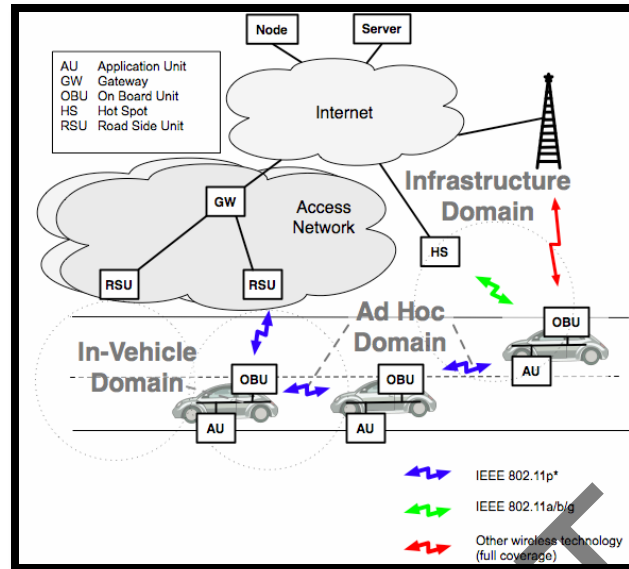 Node
Server
AU Application Unit
GW Gateway
OBU On Board Unit
HS Hot Spot
RSU Road Side Unit
Internet
Infrastructure
Domain
GW
Access
Network
HS
RSU
RSU
Ad Hoc
Domain
OBU
In-Vehicle
Domain
OBU
OBU
AU
AU
AU
IEEE 802.11p*
IEEE 802.11a/b/g
Other wireless technology
(full coverage)